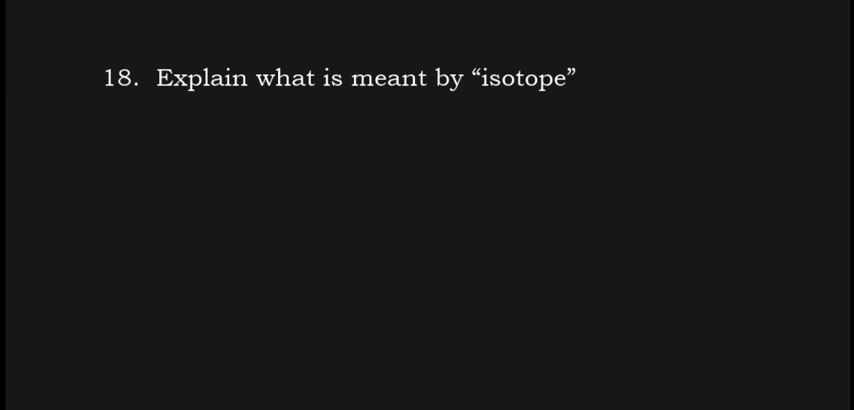 18. Explain what is meant by “isotope”